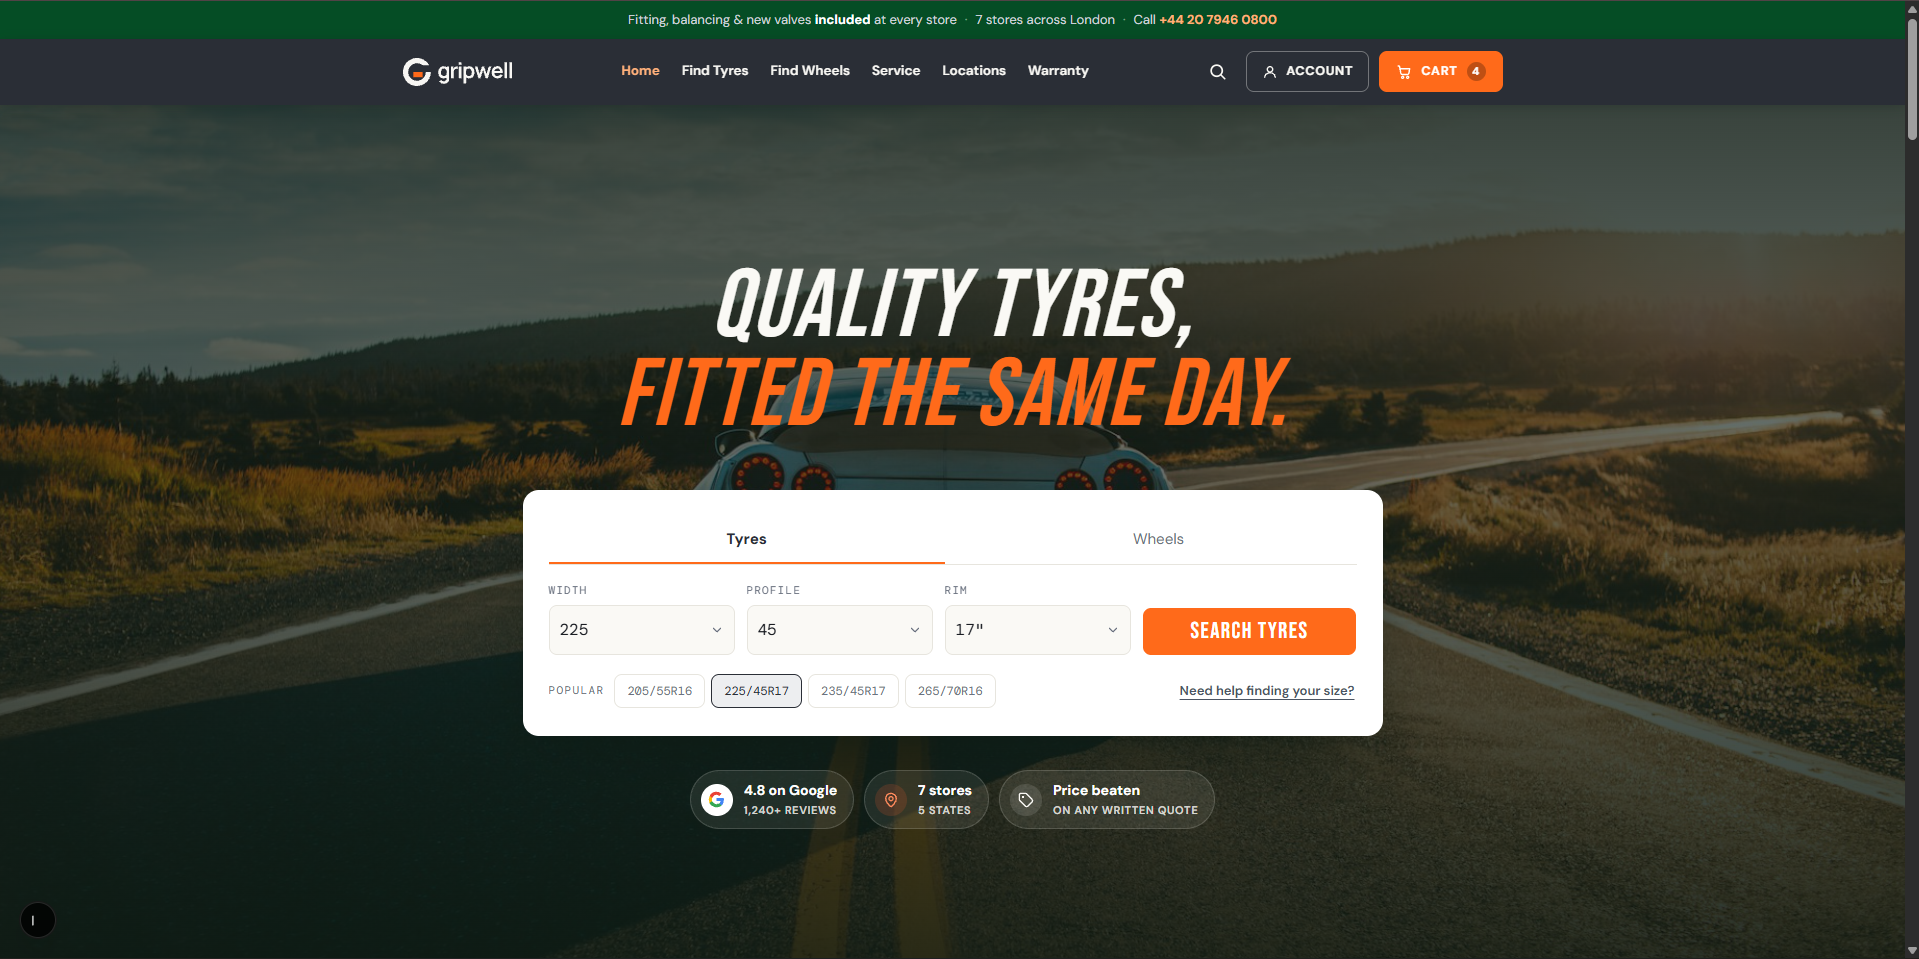 Fitting, balancing & new valves included at every store · 7 stores across London · Call +44 20 7946 0800
gripwell
Home
Find Tyres
Find Wheels
Service
Locations
Warranty
ACCOUNT
CART 4
QUALITY TYRES,
FITTED THE SAME DAY.
Tyres
Wheels
WIDTH
PROFILE
RIM
225
45
17"
SEARCH TYRES
POPULAR
205/55R16
225/45R17
235/45R17
265/70R16
Need help finding your size?
4.8 on Google
1,240+ REVIEWS
7 stores
5 STATES
Price beaten
ON ANY WRITTEN QUOTE